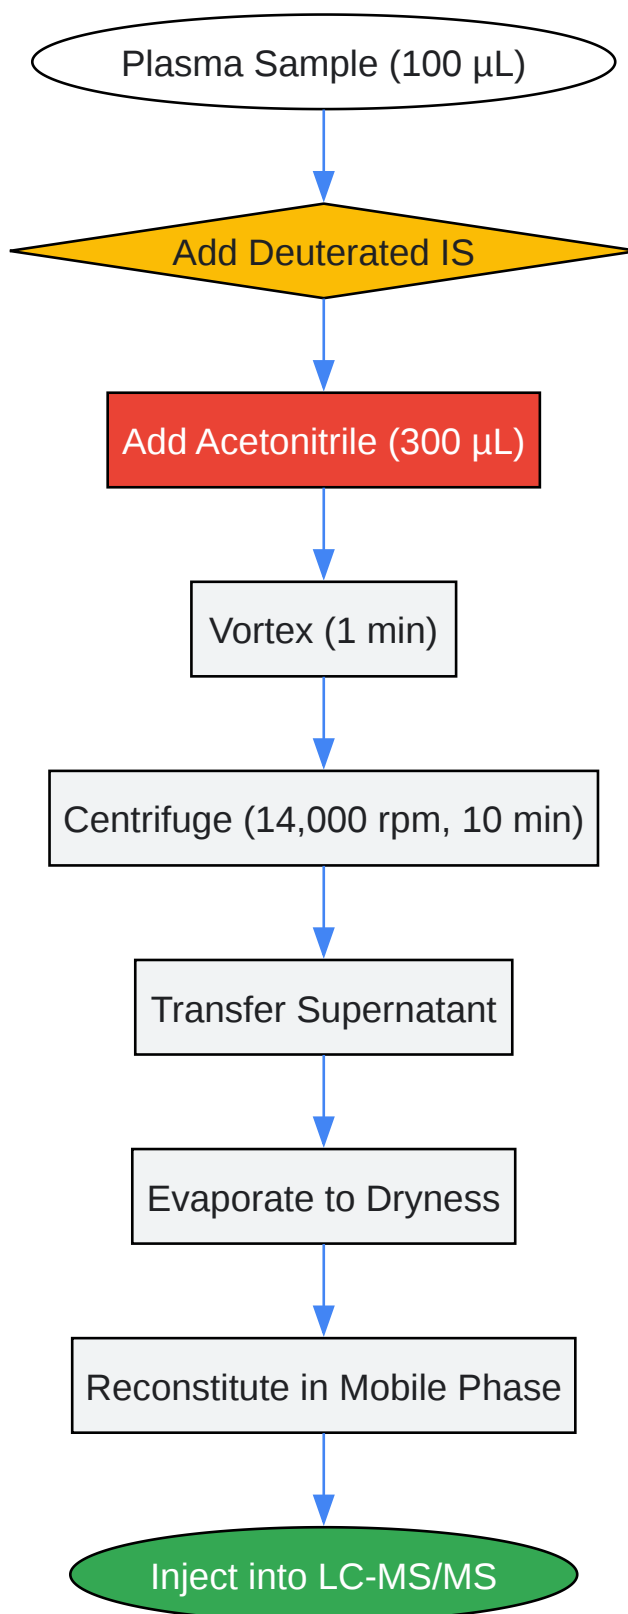 Plasma Sample (100 µL)
Add Deuterated IS
Add Acetonitrile (300 µL)
Vortex (1 min)
Centrifuge (14,000 rpm, 10 min)
Transfer Supernatant
Evaporate to Dryness
Reconstitute in Mobile Phase
Inject into LC-MS/MS